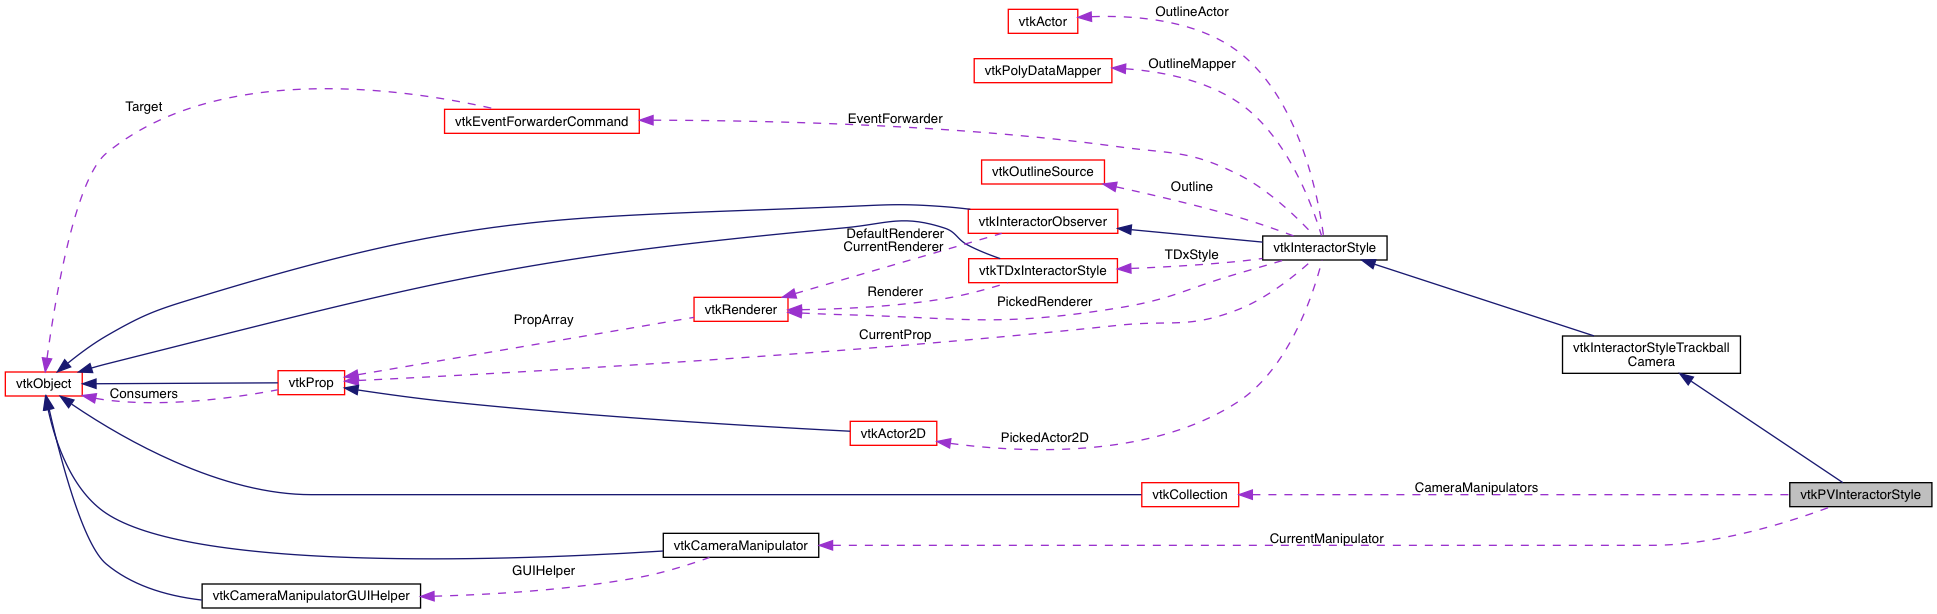 OutlineActor
vtkActor
OutlineMapper
vtkPolyDataMapper
Target
EventForwarder
vtkEventForwarderCommand
vtkOutlineSource
Outline
vtkInteractorObserver
DefaultRenderer
CurrentRenderer
vtkInteractorStyle
TDxStyle
vtkTDxInteractorStyle
Renderer
PickedRenderer
vtkRenderer
PropArray
CurrentProp
vtkInteractorStyleTrackball
Camera
vtkObject
vtkProp
Consumers
vtkActor2D
PickedActor2D
vtkCollection
CameraManipulators
vtkPVInteractorStyle
vtkCameraManipulator
CurrentManipulator
GUIHelper
vtkCameraManipulatorGUIHelper